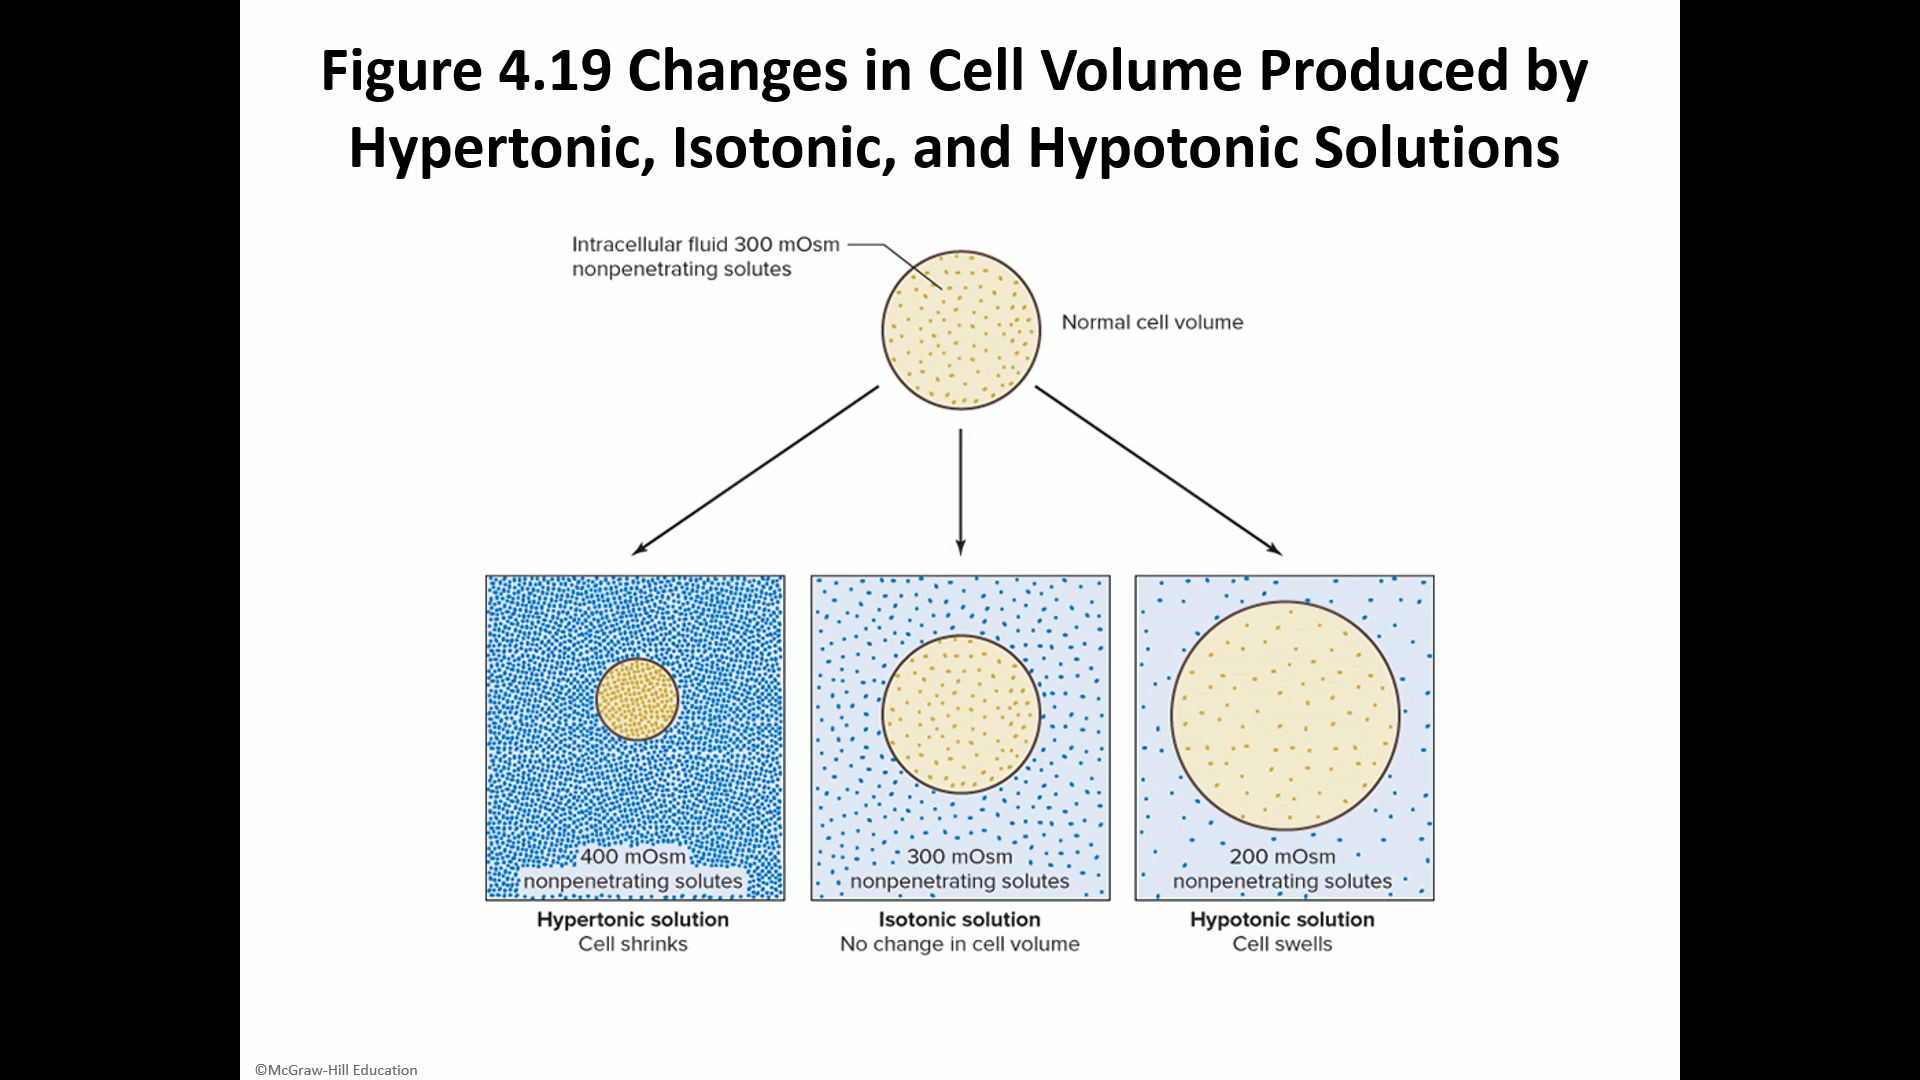 Figure 4.19 Changes in Cell Volume Produced by
Hypertonic, Isotonic, and Hypotonic Solutions
Intracellular fluid 300 mOsm
nonpenetrating solutes
Normal cell volume
400 mOsm
nonpenetrating solutes
Hypertonic solution
Cell shrinks
300 mOsm
nonpenetrating solutes
Isotonic solution
No change in cell volume
200 mOsm
nonpenetrating solutes
Hypotonic solution
Cell swells
©McGraw-Hill Education